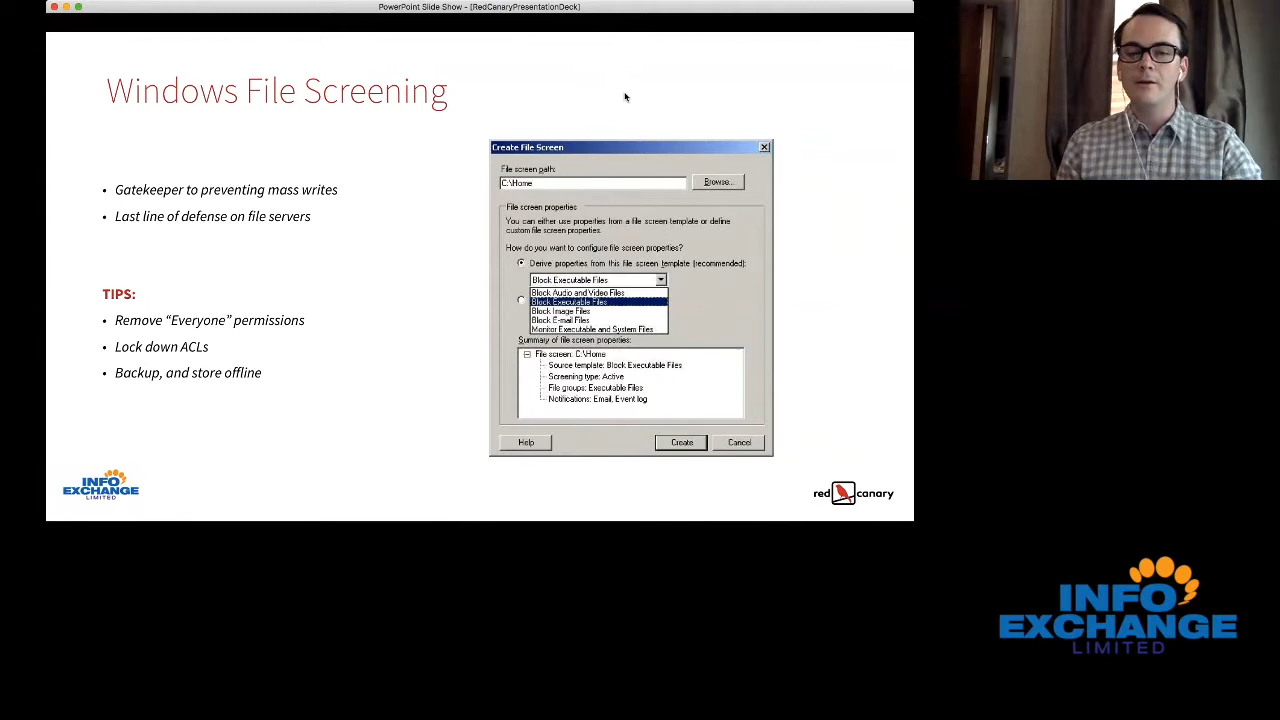 PowerPoint Slide Show - [RedCanaryPresentationDeck]
Windows File Screening
• Gatekeeper to preventing mass writes
• Last line of defense on file servers
TIPS:
• Remove “Everyone” permissions
• Lock down ACLs
• Backup, and store offline
Create File Screen
File screen path:
C:\Home
Browse...
File screen properties
You can either use properties from a file screen template or define
custom file screen properties.
How do you want to configure file screen properties?
Derive properties from this file screen template (recommended):
Block Executable Files
Block Audio and Video Files
Block Executable Files
Block Image Files
Block E-mail Files
Monitor Executable and System Files
Summary of file screen properties:
File screen: C:\Home
Source template: Block Executable Files
Screening type: Active
File groups: Executable Files
Notifications: Email, Event log
Help
Create
Cancel
INFO
EXCHANGE
LIMITED
red canary
INFO
EXCHANGE
LIMITED